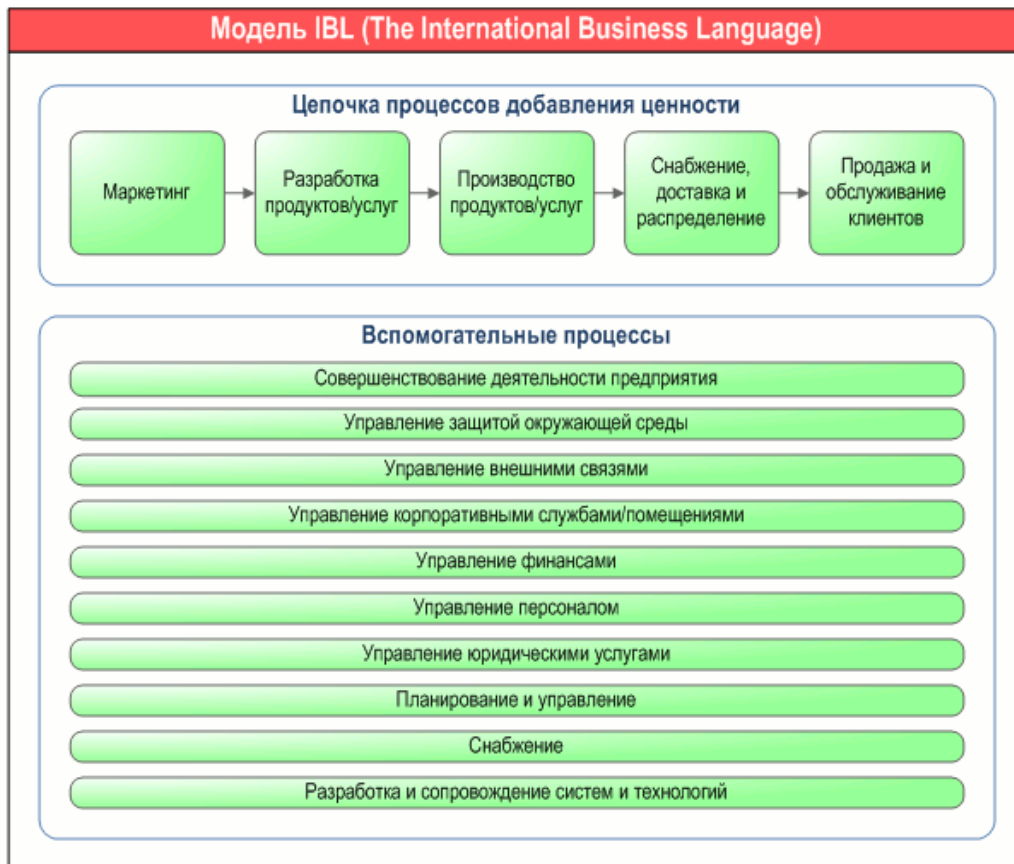 Модель IBL (The International Business Language)
Цепочка процессов добавления ценности
Маркетинг
Разработка
продуктов/услуг
Производство
продуктов/услуг
Снабжение,
доставка и
распределение
Продажа и
обслуживание
клиентов
Вспомогательные процессы
Совершенствование деятельности предприятия
Управление защитой окружающей среды
Управление внешними связями
Управление корпоративными службами/помещениями
Управление финансами
Управление персоналом
Управление юридическими услугами
Планирование и управление
Снабжение
Разработка и сопровождение систем и технологий